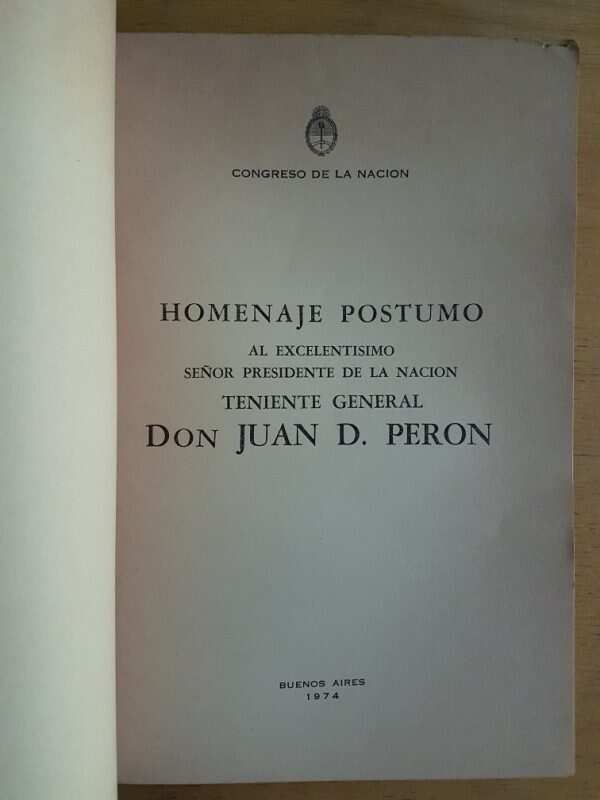 CONGRESO DE LA NACION
HOMENAJE POSTUMO
AL EXCELENTISIMO
SEÑOR PRESIDENTE DE LA NACION
TENIENTE GENERAL
DON JUAN D. PERON
BUENOS AIRES
1974